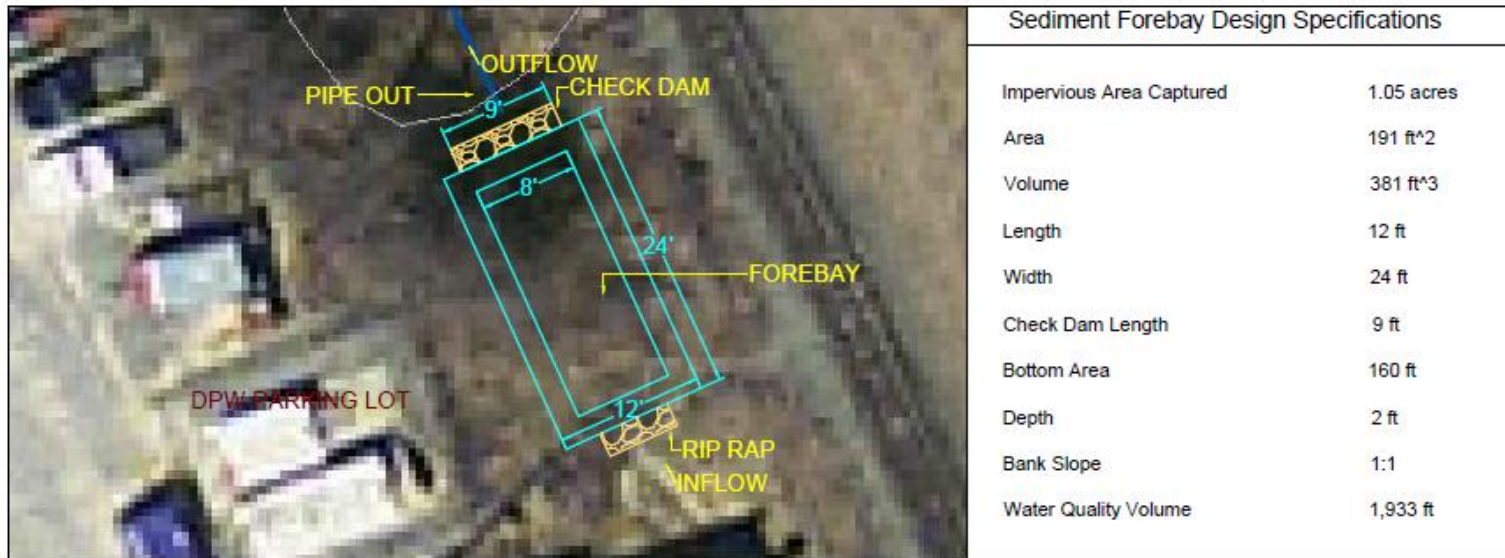 OUTFLOW
PIPE OUT
CHECK DAM
9'
8'
24'
FOREBAY
DPW PARKING LOT
12'
RIP RAP
INFLOW
Sediment Forebay Design Specifications
Impervious Area Captured 1.05 acres
Area 191 ft^2
Volume 381 ft^3
Length 12 ft
Width 24 ft
Check Dam Length 9 ft
Bottom Area 160 ft
Depth 2 ft
Bank Slope 1:1
Water Quality Volume 1,933 ft